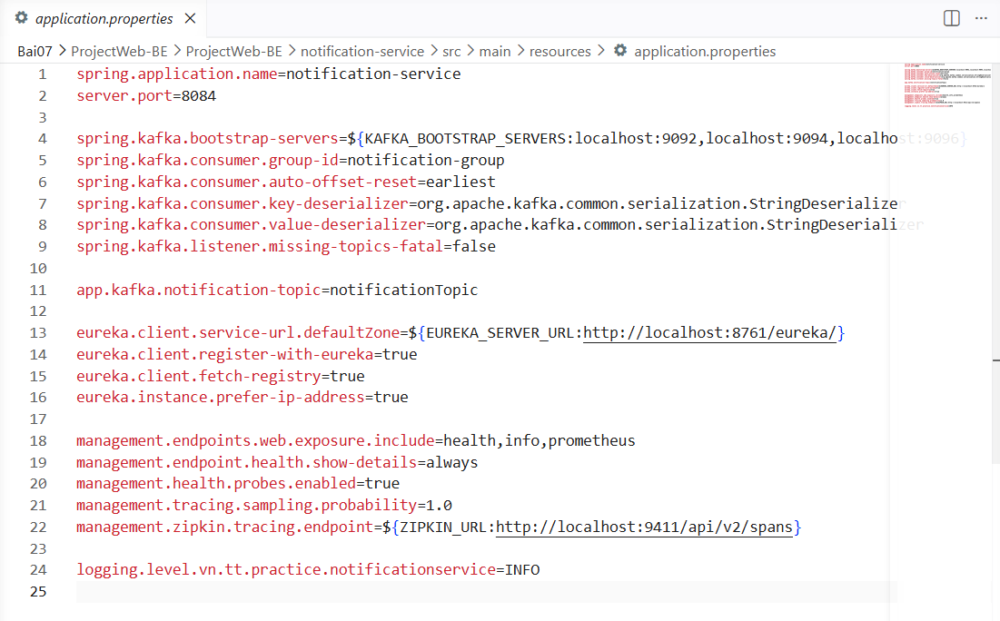 application.properties
Bai07 > ProjectWeb-BE > ProjectWeb-BE > notification-service > src > main > resources > application.properties
1 spring.application.name=notification-service
2 server.port=8084
3
4 spring.kafka.bootstrap-servers=${KAFKA_BOOTSTRAP_SERVERS:localhost:9092,localhost:9094,localhost:9096}
5 spring.kafka.consumer.group-id=notification-group
6 spring.kafka.consumer.auto-offset-reset=earliest
7 spring.kafka.consumer.key-deserializer=org.apache.kafka.common.serialization.StringDeserializer
8 spring.kafka.consumer.value-deserializer=org.apache.kafka.common.serialization.StringDeserializer
9 spring.kafka.listener.missing-topics-fatal=false
10
11 app.kafka.notification-topic=notificationTopic
12
13 eureka.client.service-url.defaultZone=${EUREKA_SERVER_URL:http://localhost:8761/eureka/}
14 eureka.client.register-with-eureka=true
15 eureka.client.fetch-registry=true
16 eureka.instance.prefer-ip-address=true
17
18 management.endpoints.web.exposure.include=health,info,prometheus
19 management.endpoint.health.show-details=always
20 management.health.probes.enabled=true
21 management.tracing.sampling.probability=1.0
22 management.zipkin.tracing.endpoint=${ZIPKIN_URL:http://localhost:9411/api/v2/spans}
23
24 logging.level.vn.tt.practice.notificationservice=INFO
25